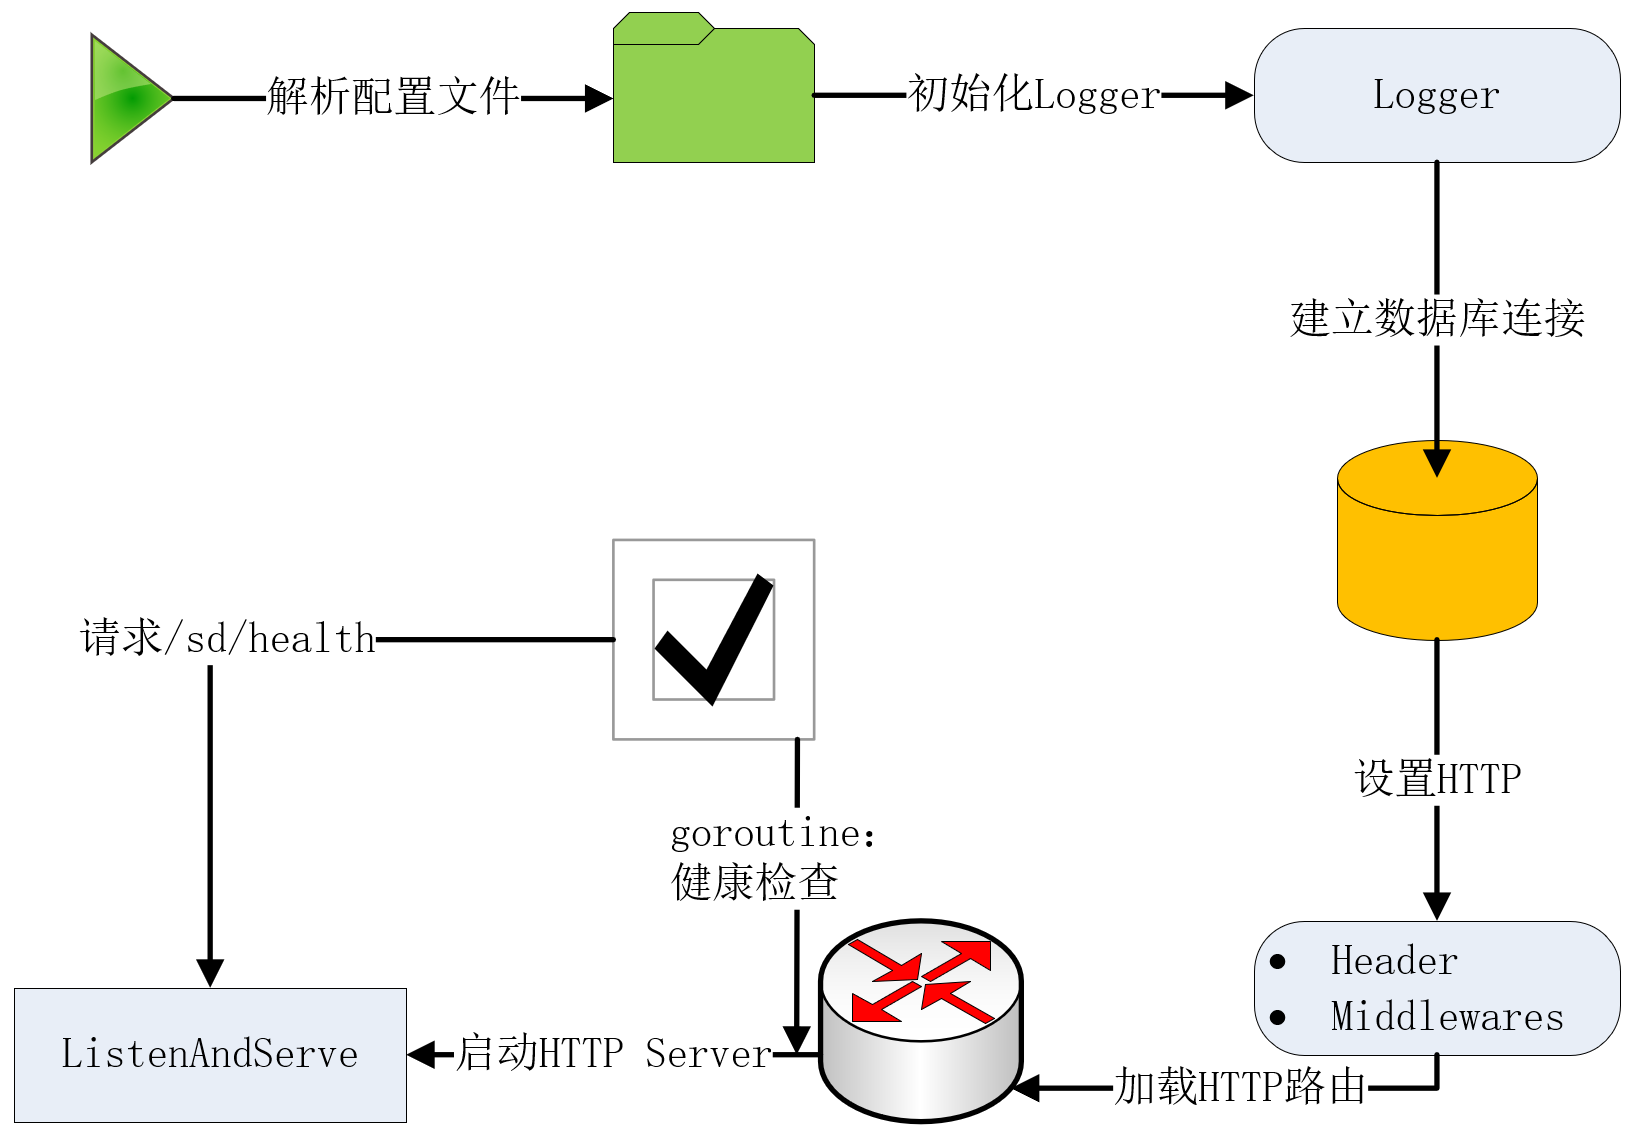 解析配置文件
初始化Logger
Logger
建立数据库连接
请求/sd/health
设置HTTP
goroutine：
健康检查
• Header
• Middlewares
ListenAndServe
启动HTTP Server
加载HTTP路由